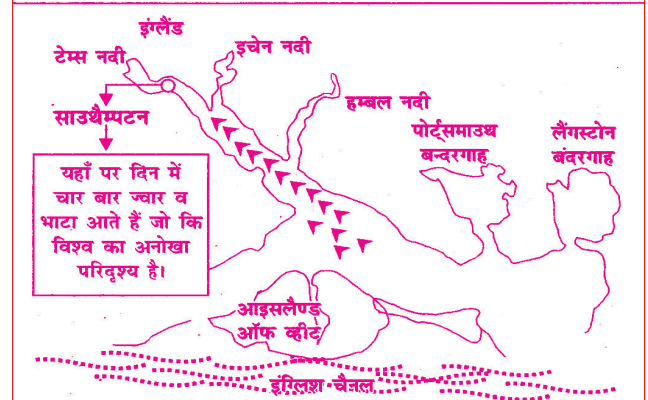 इंग्लैंड
टेम्स नदी
इचेन नदी
हम्बल नदी
साउथैम्पटन
पोर्ट्समाउथ
बन्दरगाह
लैंगस्टोन
बंदरगाह
यहाँ पर दिन में
चार बार ज्वार व
भाटा आते हैं जो कि
विश्व का अनोखा
परिदृश्य है।
आइसलैण्ड
ऑफ व्हीट
इंग्लिश चैनल